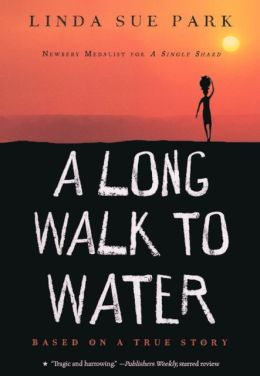 LINDA SUE PARK
NEWBERY MEDALIST FOR A SINGLE SHARD
A LONG
WALK TO
WATER
BASED ON A TRUE STORY
★ "Tragic and harrowing." —Publishers Weekly, starred review